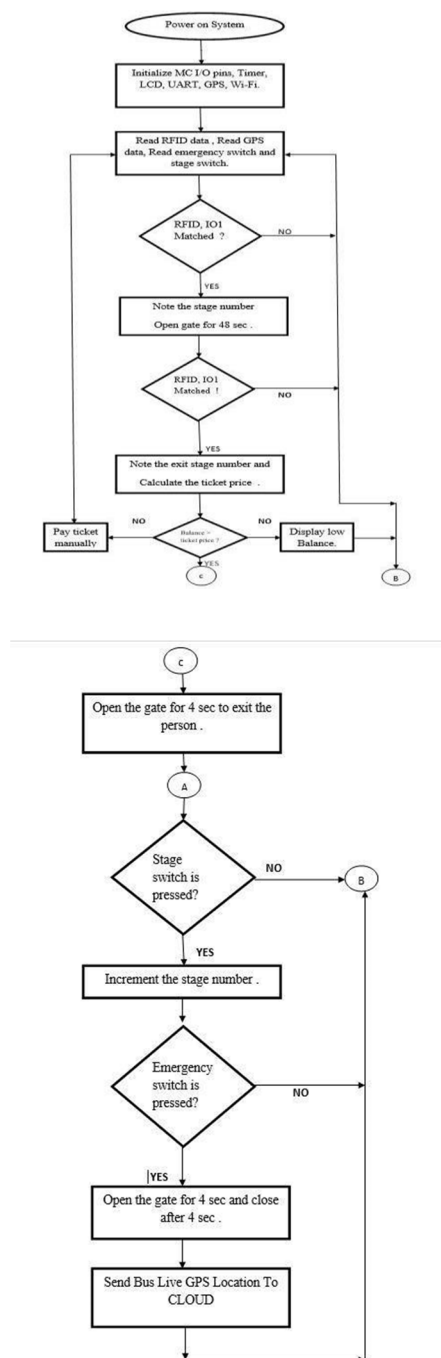 Power on System
Initialize MC I/O pins, Timer,
LCD, UART, GPS, Wi-Fi.
Read RFID data , Read GPS
data, Read emergency switch and
stage switch.
RFID, IO1
Matched ?
NO
YES
Note the stage number
Open gate for 48 sec .
RFID, IO1
Matched !
NO
YES
Note the exit stage number and
Calculate the ticket price .
NO
NO
Pay ticket
manually
Balance >
ticket price ?
Display low
Balance.
YES
c
B
C
Open the gate for 4 sec to exit the
person .
A
Stage
switch is
pressed?
NO
B
YES
Increment the stage number .
Emergency
switch is
pressed?
NO
YES
Open the gate for 4 sec and close
after 4 sec .
Send Bus Live GPS Location To
CLOUD